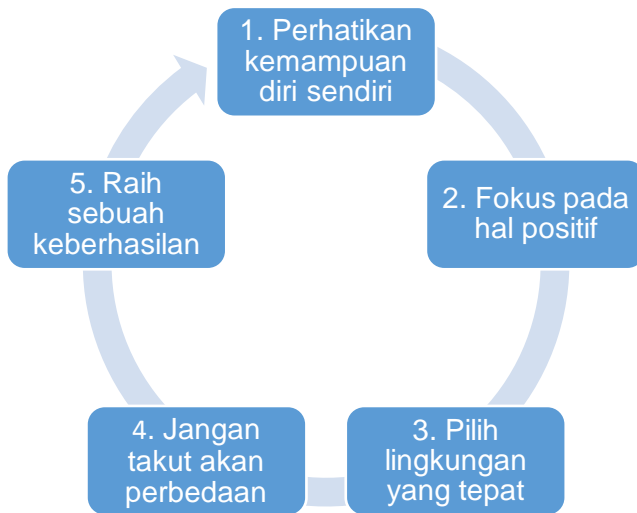 1. Perhatikan
kemampuan
diri sendiri
2. Fokus pada
hal positif
3. Pilih
lingkungan
yang tepat
4. Jangan
takut akan
perbedaan
5. Raih
sebuah
keberhasilan